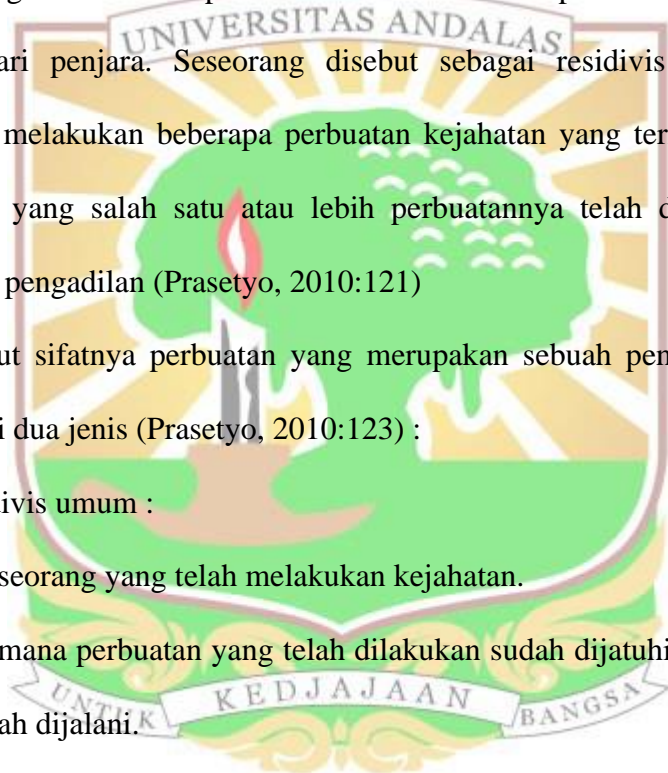 UNIVERSITAS ANDALAS
ari penjara. Seseorang disebut sebagai residivis
melakukan beberapa perbuatan kejahatan yang ter
yang salah satu atau lebih perbuatannya telah d
pengadilan (Prasetyo, 2010:121)
ut sifatnya perbuatan yang merupakan sebuah pen
i dua jenis (Prasetyo, 2010:123) :
divis umum :
seorang yang telah melakukan kejahatan.
mana perbuatan yang telah dilakukan sudah dijatuhi
ah dijalani.
UNTUK KEDJAJAAN BANGSA